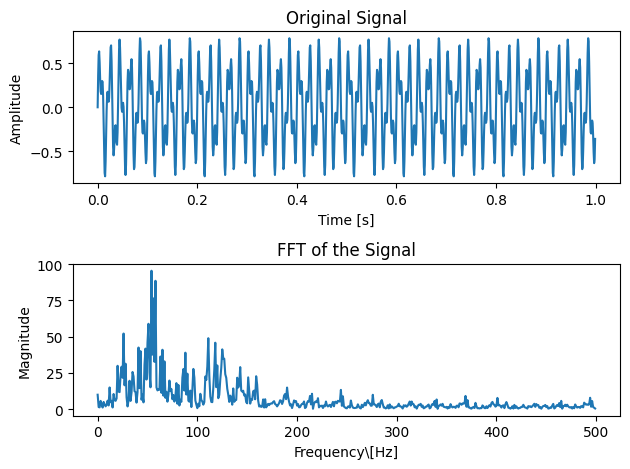 Original Signal
Amplitude
0.5
0.0
−0.5
0.0 0.2 0.4 0.6 0.8 1.0
Time [s]
FFT of the Signal
Magnitude
100
75
50
25
0
0 100 200 300 400 500
Frequency\[Hz]